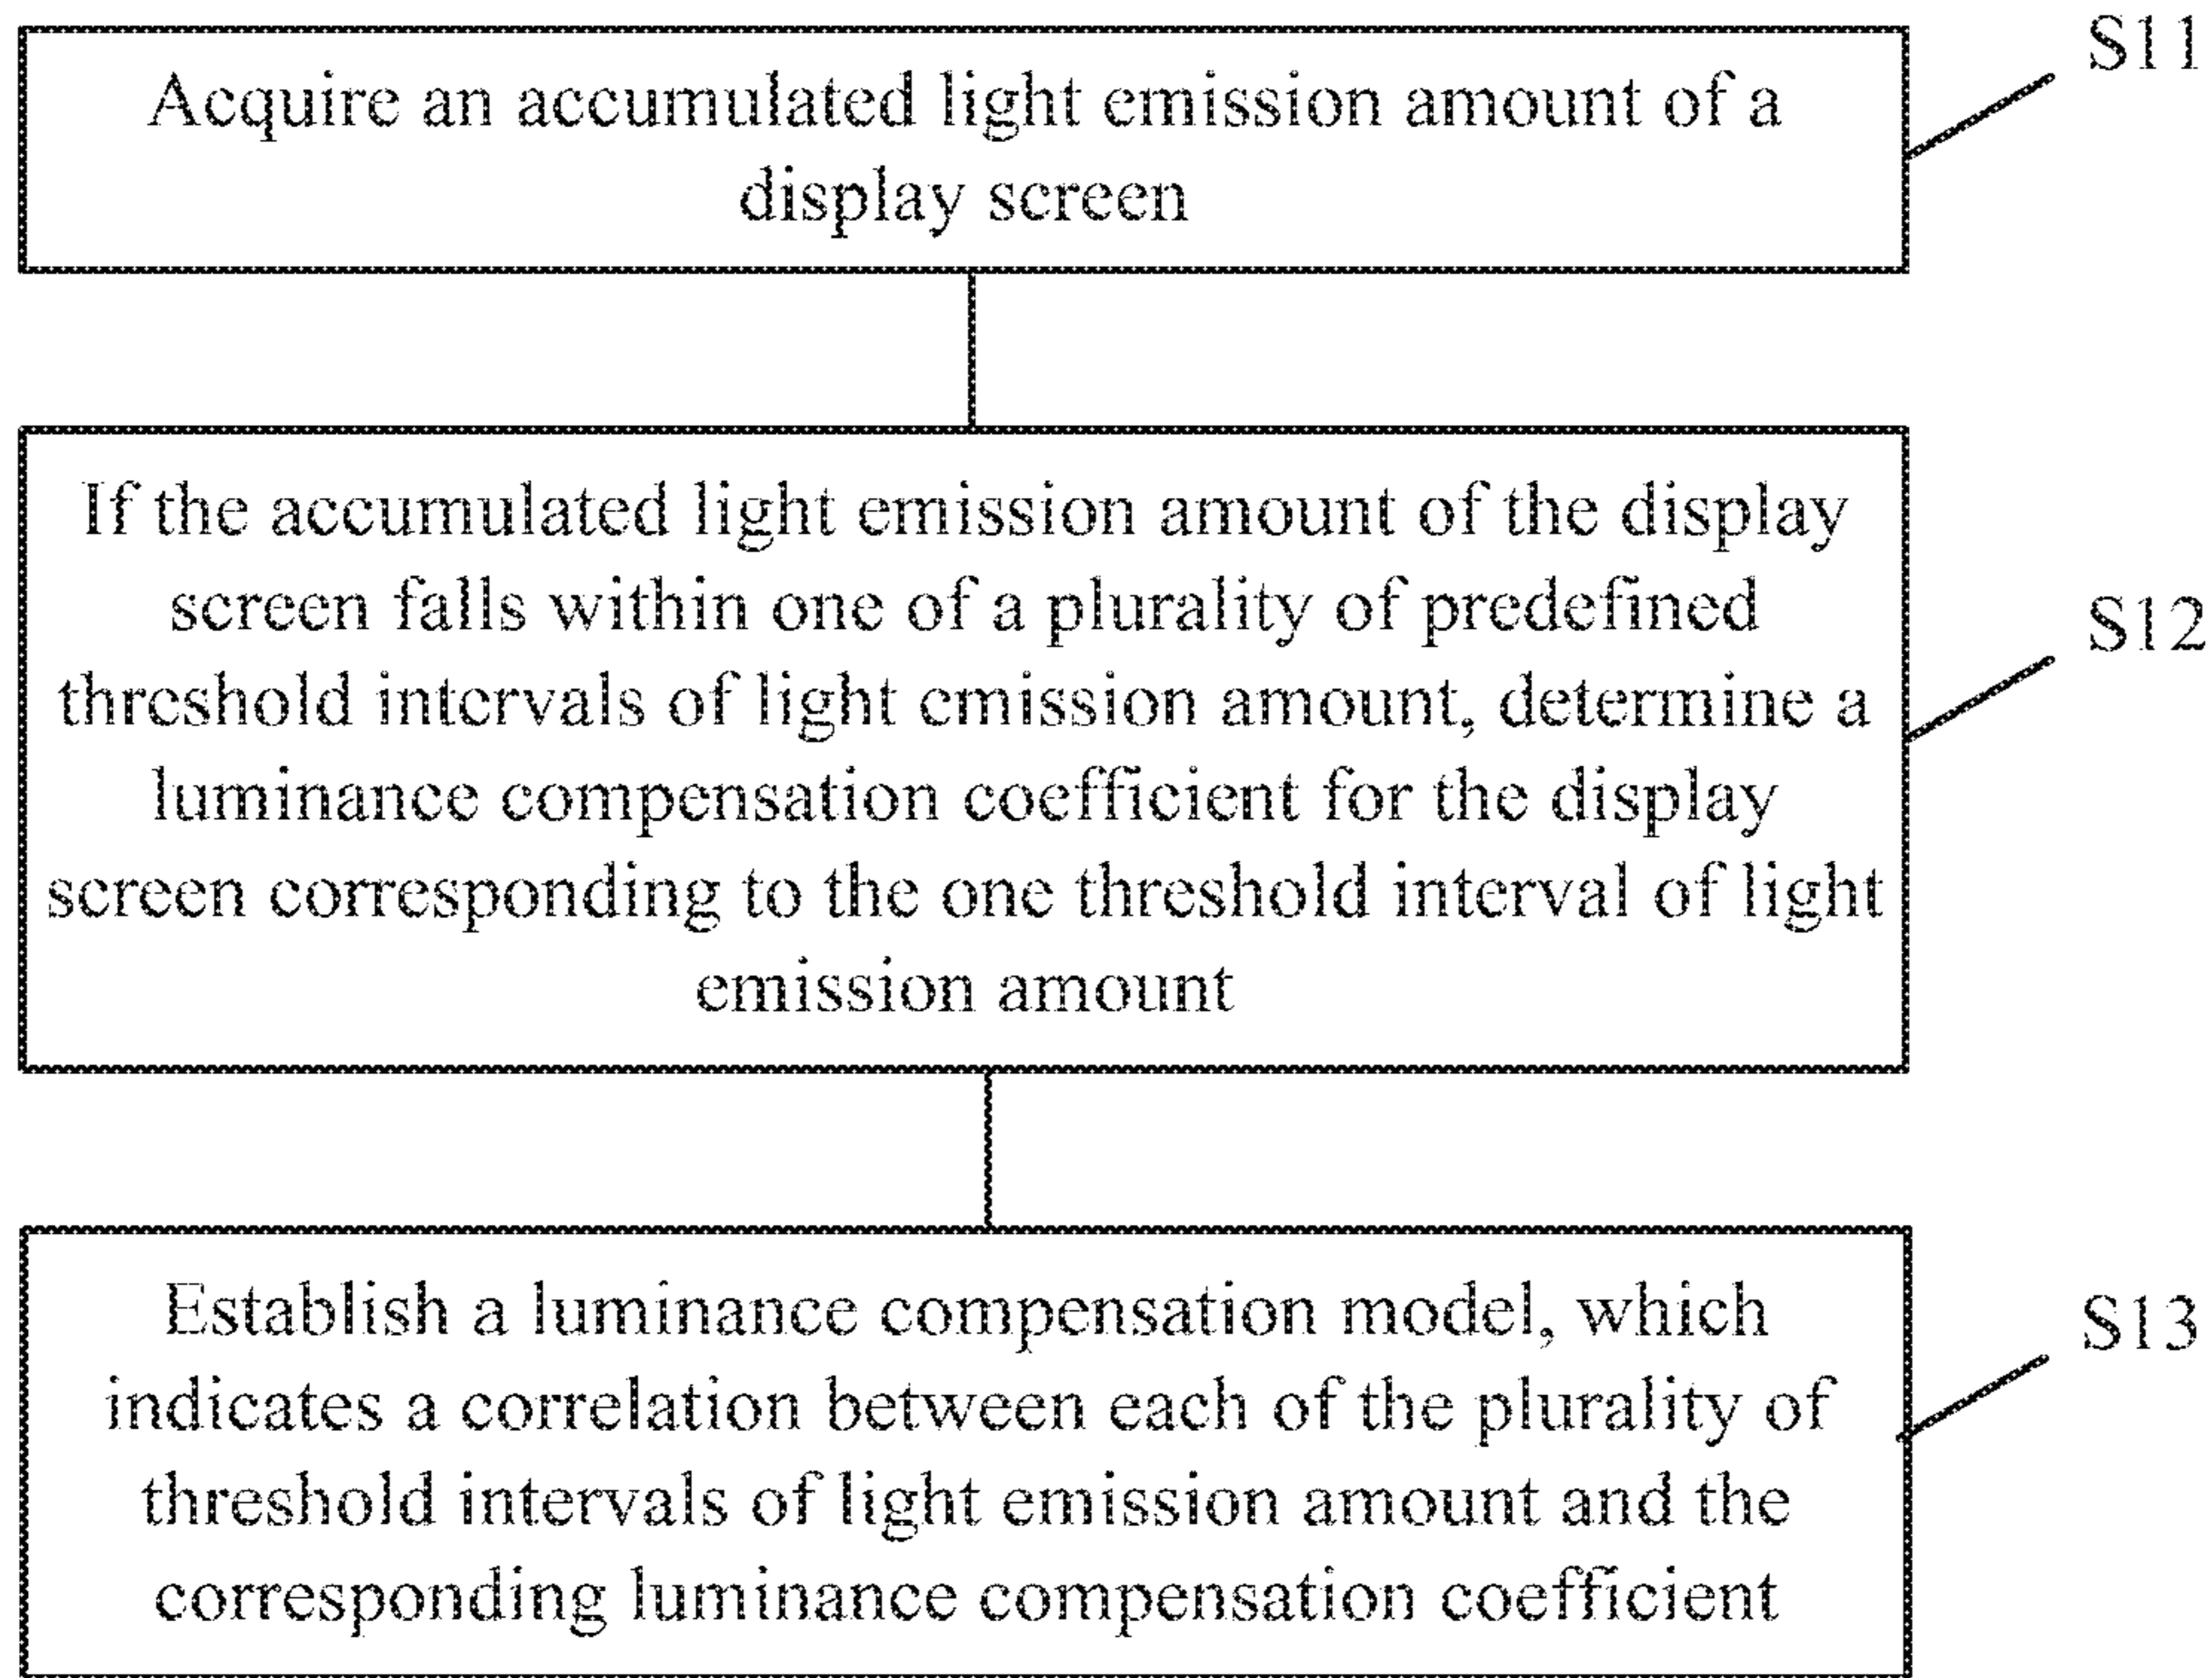 S11
Acquire an accumulated light emission amount of a
display screen
If the accumulated light emission amount of the display
screen falls within one of a plurality of predefined
threshold intervals of light emission amount, determine a
luminance compensation coefficient for the display
screen corresponding to the one threshold interval of light
emission amount
S12
Establish a luminance compensation model, which
indicates a correlation between each of the plurality of
threshold intervals of light emission amount and the
corresponding luminance compensation coefficient
S13